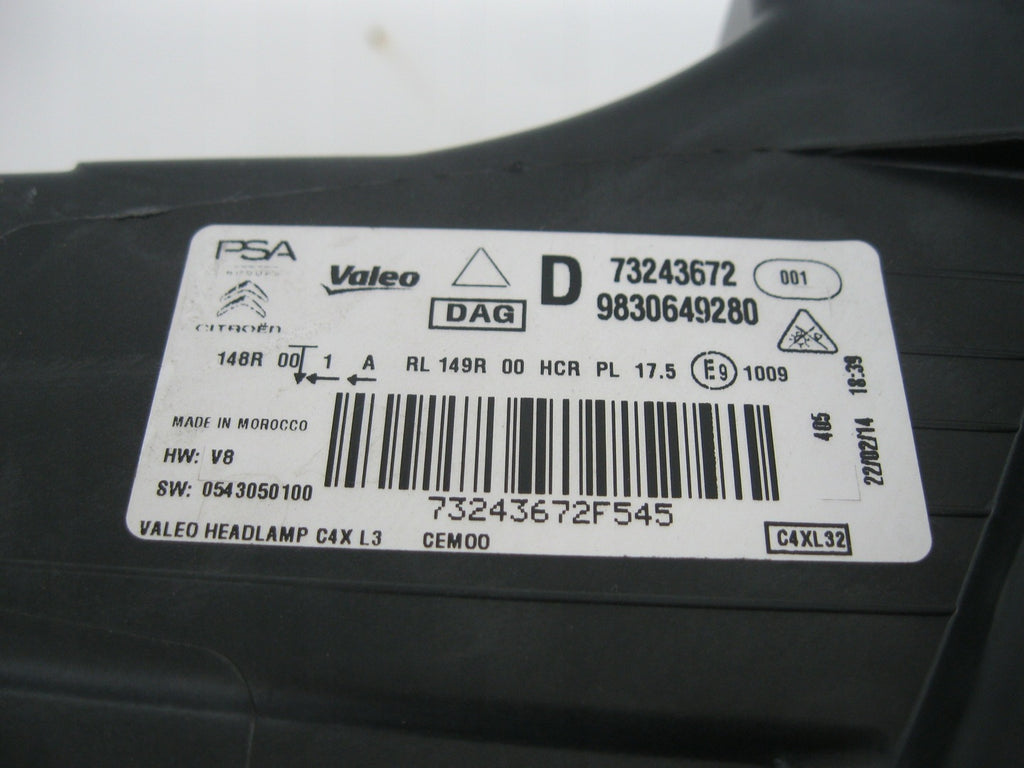 PSA
GROUPE
CITROËN
Valeo
DAG
D
73243672
9830649280
001
148R 00 1 A RL 149R 00 HCR PL 17.5 E9 1009
MADE IN MOROCCO
HW: V8
SW: 0543050100
73243672F545
VALEO HEADLAMP C4X L3 CEM00
C4XL32
405
22/02/14 18:39